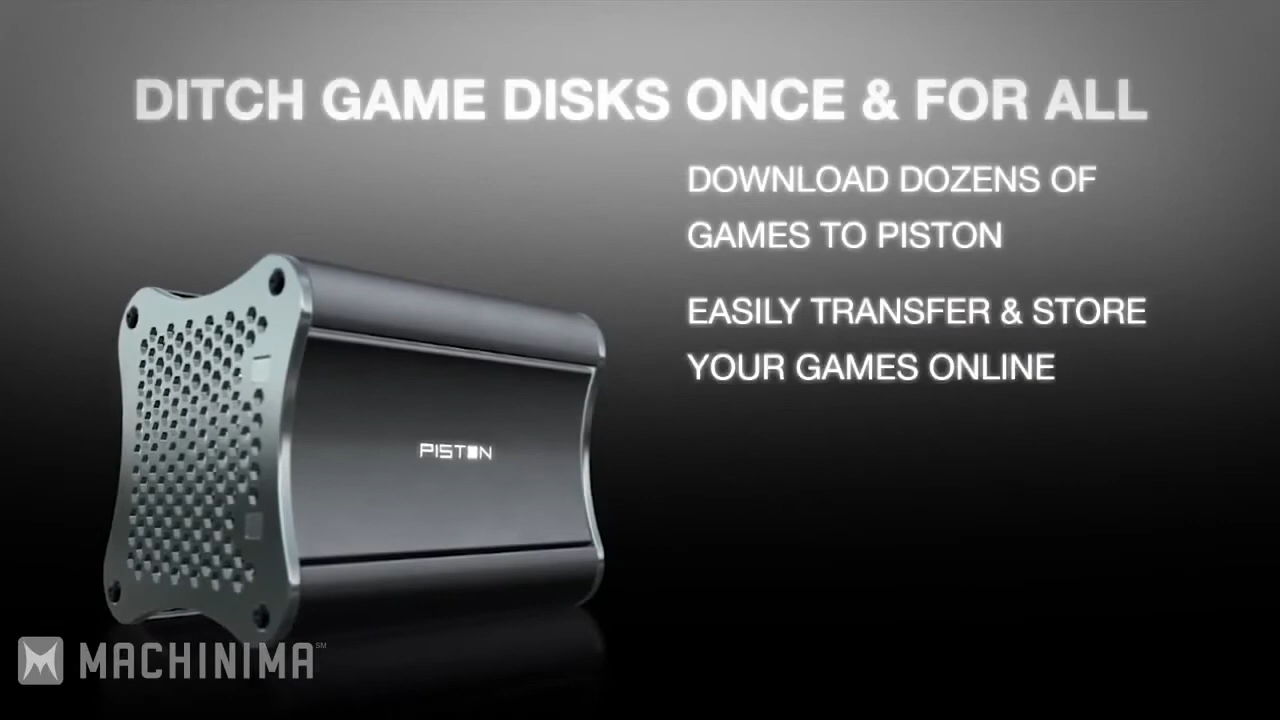 DITCH GAME DISKS ONCE & FOR ALL
DOWNLOAD DOZENS OF
GAMES TO PISTON
EASILY TRANSFER & STORE
YOUR GAMES ONLINE
PISTON
MACHINIMA SM